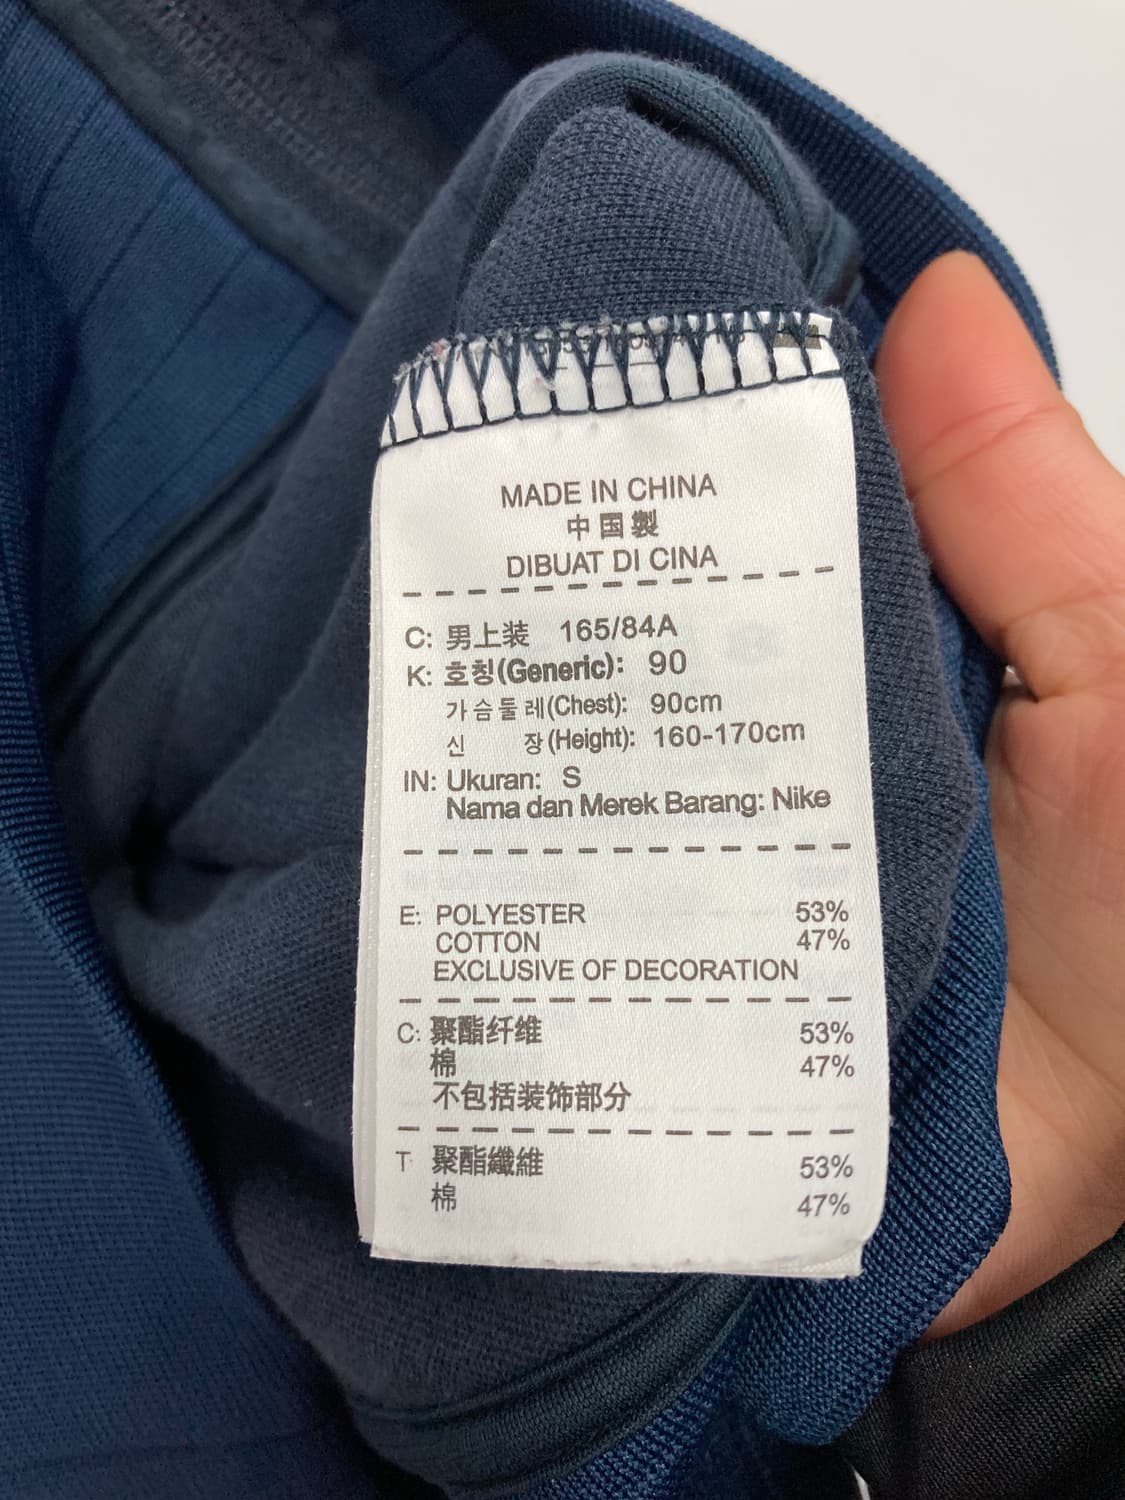 MADE IN CHINA
中国製
DIBUAT DI CINA
C: 男上装 165/84A
K: 호칭(Generic): 90
가슴둘레(Chest): 90cm
신 장(Height): 160-170cm
IN: Ukuran: S
Nama dan Merek Barang: Nike
E: POLYESTER 53%
COTTON 47%
EXCLUSIVE OF DECORATION
C: 聚酯纤维 53%
棉 47%
不包括装饰部分
T: 聚酯纖維 53%
棉 47%